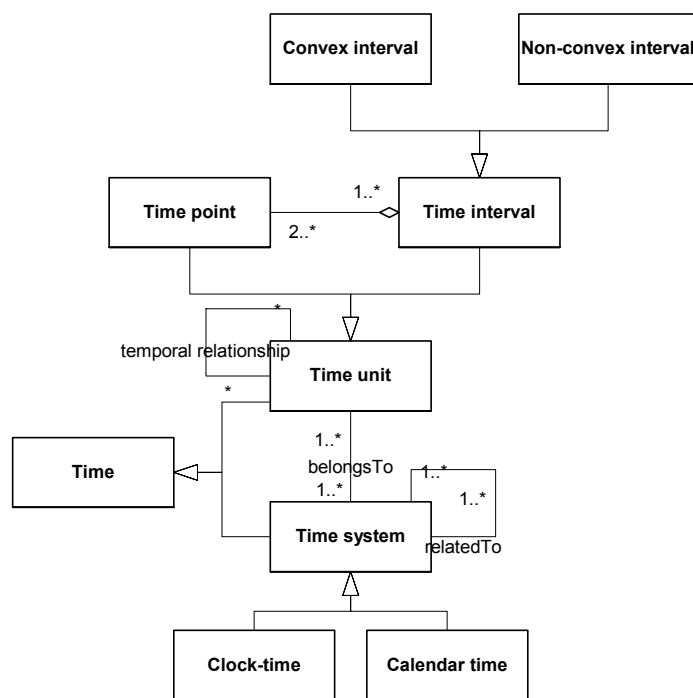 Convex interval
Non-convex interval
1..*
Time point
Time interval
2..*
*
temporal relationship
Time unit
*
1..*
Time
belongsTo
1..*
1..*
1..*
Time system
relatedTo
Clock-time
Calendar time